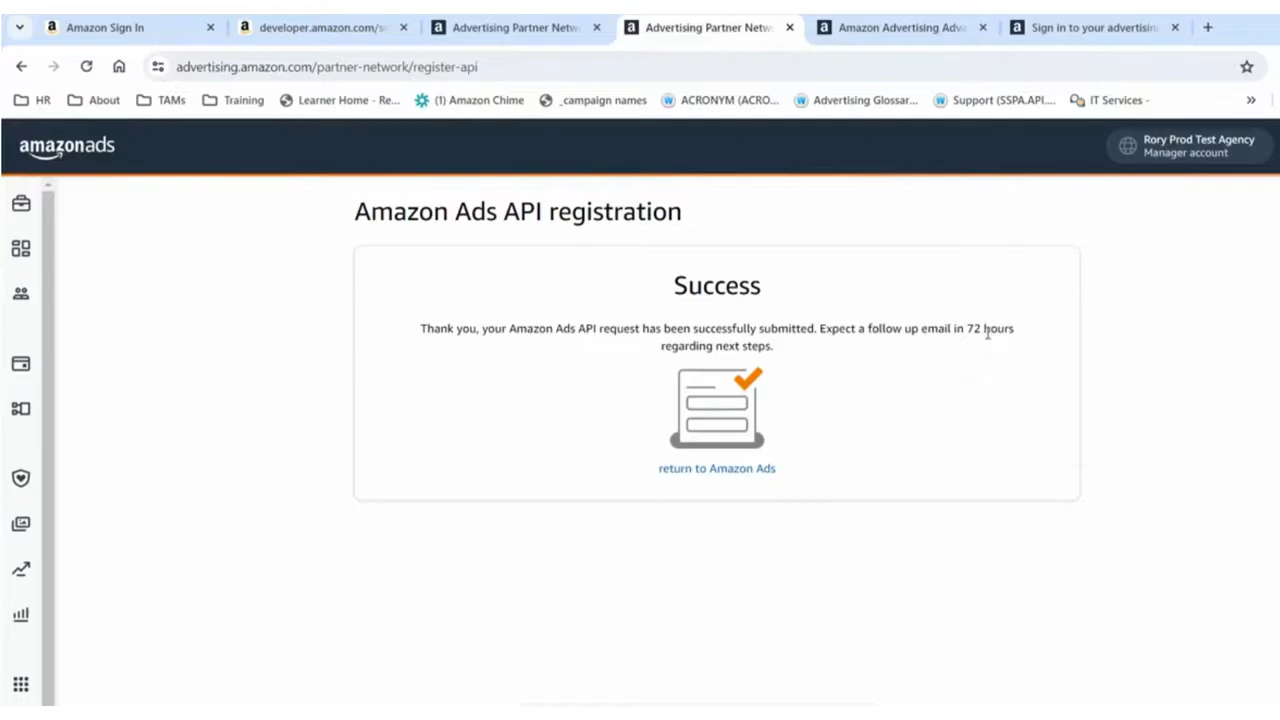 Amazon Sign In
developer.amazon.com/s
Advertising Partner Netw
Advertising Partner Netw
Amazon Advertising Adva
Sign in to your advertisin
advertising.amazon.com/partner-network/register-api
HR
About
TAMs
Training
Learner Home - Re...
(1) Amazon Chime
_campaign names
ACRONYM (ACRO...
Advertising Glossar...
Support (SSPA.API....
IT Services -
amazonads
Rory Prod Test Agency
Manager account
Amazon Ads API registration
Success
Thank you, your Amazon Ads API request has been successfully submitted. Expect a follow up email in 72 hours
regarding next steps.
return to Amazon Ads